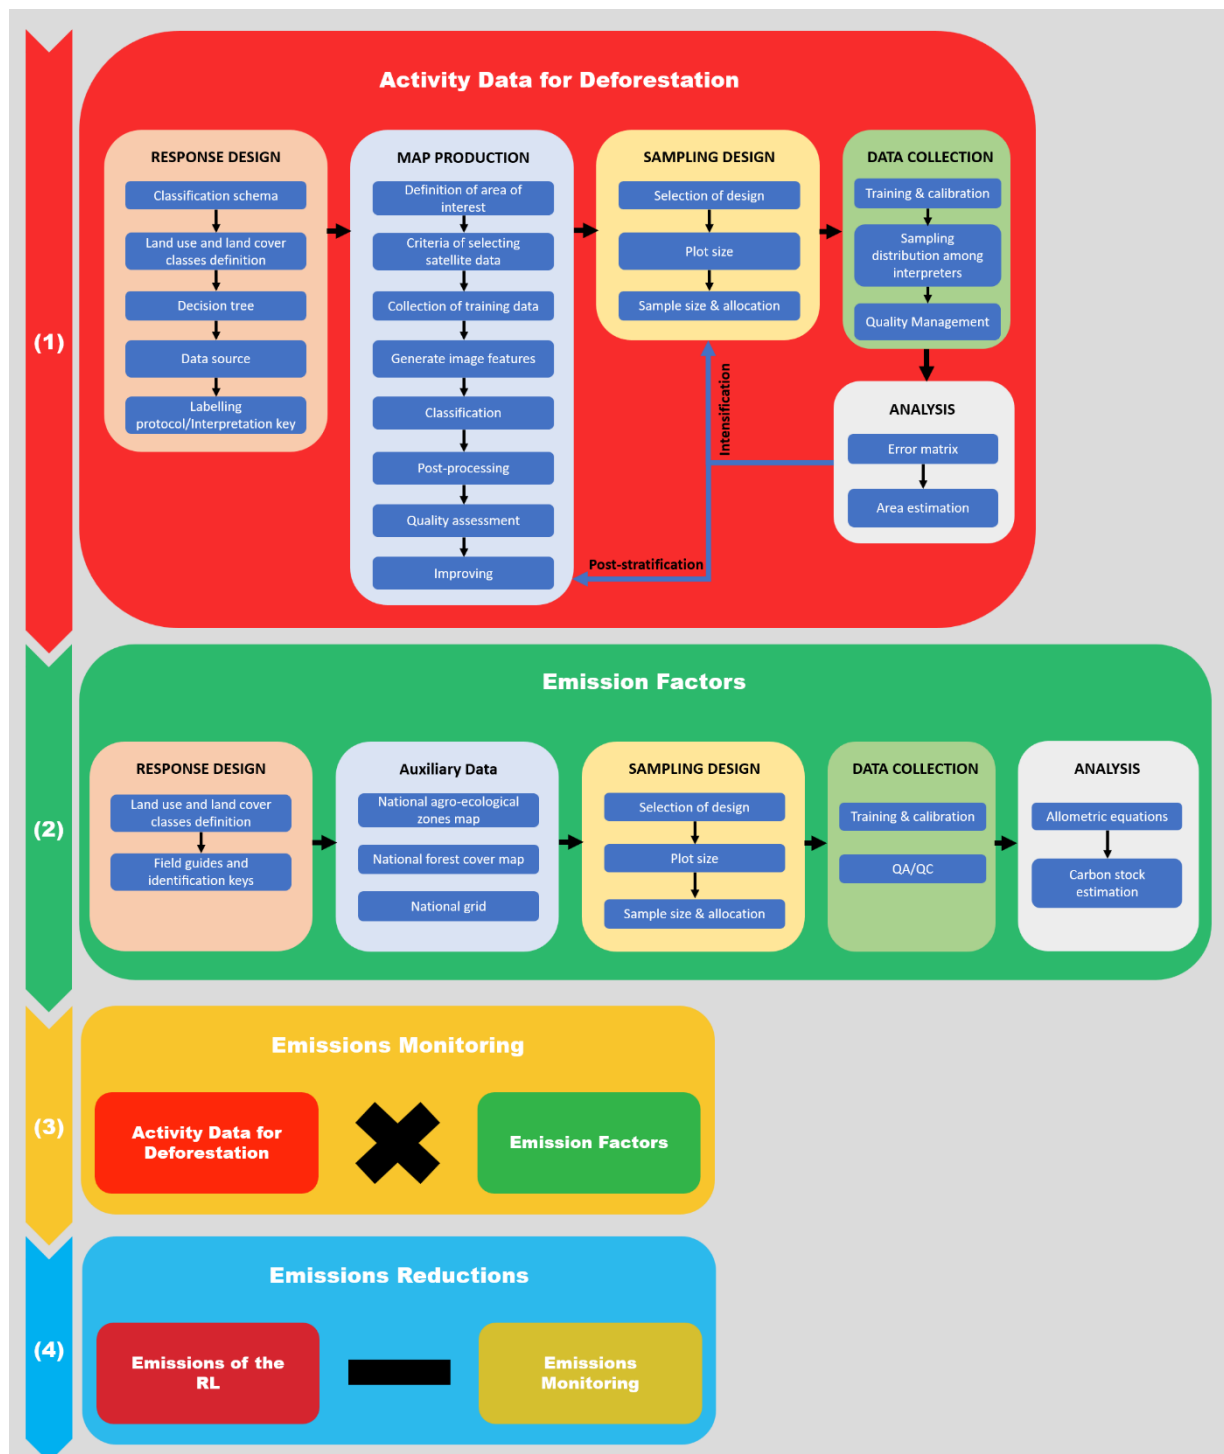 (1)
Activity Data for Deforestation
RESPONSE DESIGN
Classification schema
Land use and land cover
classes definition
Decision tree
Data source
Labelling
protocol/Interpretation key
MAP PRODUCTION
Definition of area of
interest
Criteria of selecting
satellite data
Collection of training data
Generate image features
Classification
Post-processing
Quality assessment
Improving
SAMPLING DESIGN
Selection of design
Plot size
Sample size & allocation
DATA COLLECTION
Training & calibration
Sampling
distribution among
interpreters
Quality Management
ANALYSIS
Error matrix
Area estimation
Intensification
Post-stratification
(2)
Emission Factors
RESPONSE DESIGN
Land use and land cover
classes definition
Field guides and
identification keys
Auxiliary Data
National agro-ecological
zones map
National forest cover map
National grid
SAMPLING DESIGN
Selection of design
Plot size
Sample size & allocation
DATA COLLECTION
Training & calibration
QA/QC
ANALYSIS
Allometric equations
Carbon stock
estimation
(3)
Emissions Monitoring
Activity Data for
Deforestation
Emission Factors
(4)
Emissions Reductions
Emissions of the
RL
Emissions
Monitoring